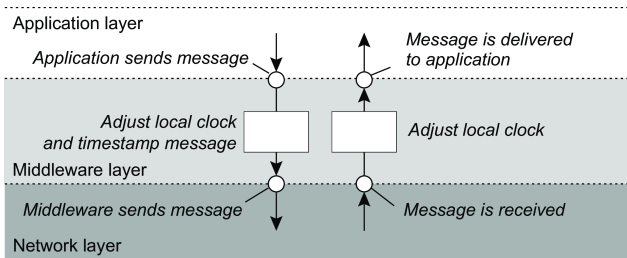 Application layer
Application sends message
Message is delivered
to application
Adjust local clock
and timestamp message
Adjust local clock
Middleware layer
Middleware sends message
Message is received
Network layer